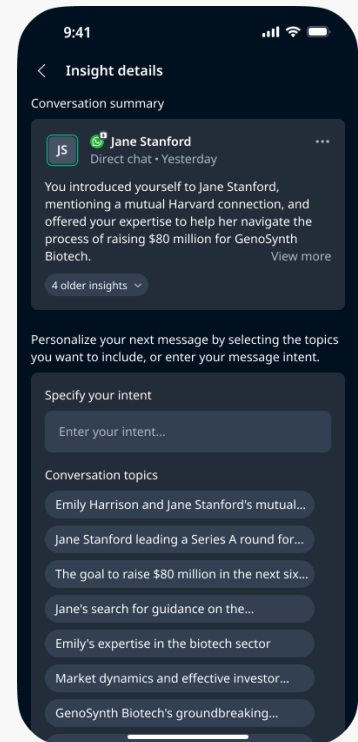 9:41
Insight details
Conversation summary
JS
Jane Stanford
Direct chat • Yesterday
You introduced yourself to Jane Stanford,
mentioning a mutual Harvard connection, and
offered your expertise to help her navigate the
process of raising $80 million for GenoSynth
Biotech.
View more
4 older insights
Personalize your next message by selecting the topics
you want to include, or enter your message intent.
Specify your intent
Enter your intent...
Conversation topics
Emily Harrison and Jane Stanford's mutual...
Jane Stanford leading a Series A round for...
The goal to raise $80 million in the next six...
Jane's search for guidance on the...
Emily's expertise in the biotech sector
Market dynamics and effective investor...
GenoSynth Biotech's groundbreaking...